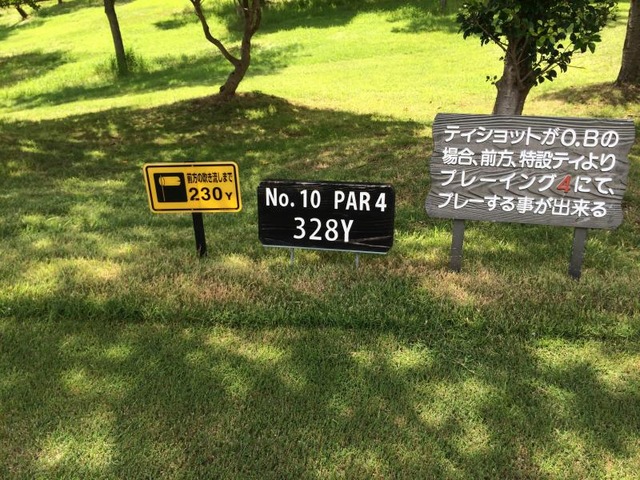 前方の吹き流しまで
230Y
No. 10 PAR 4
328Y
ティショットがO.Bの
場合、前方、特設ティより
プレーイング4にて、
プレーする事が出来る